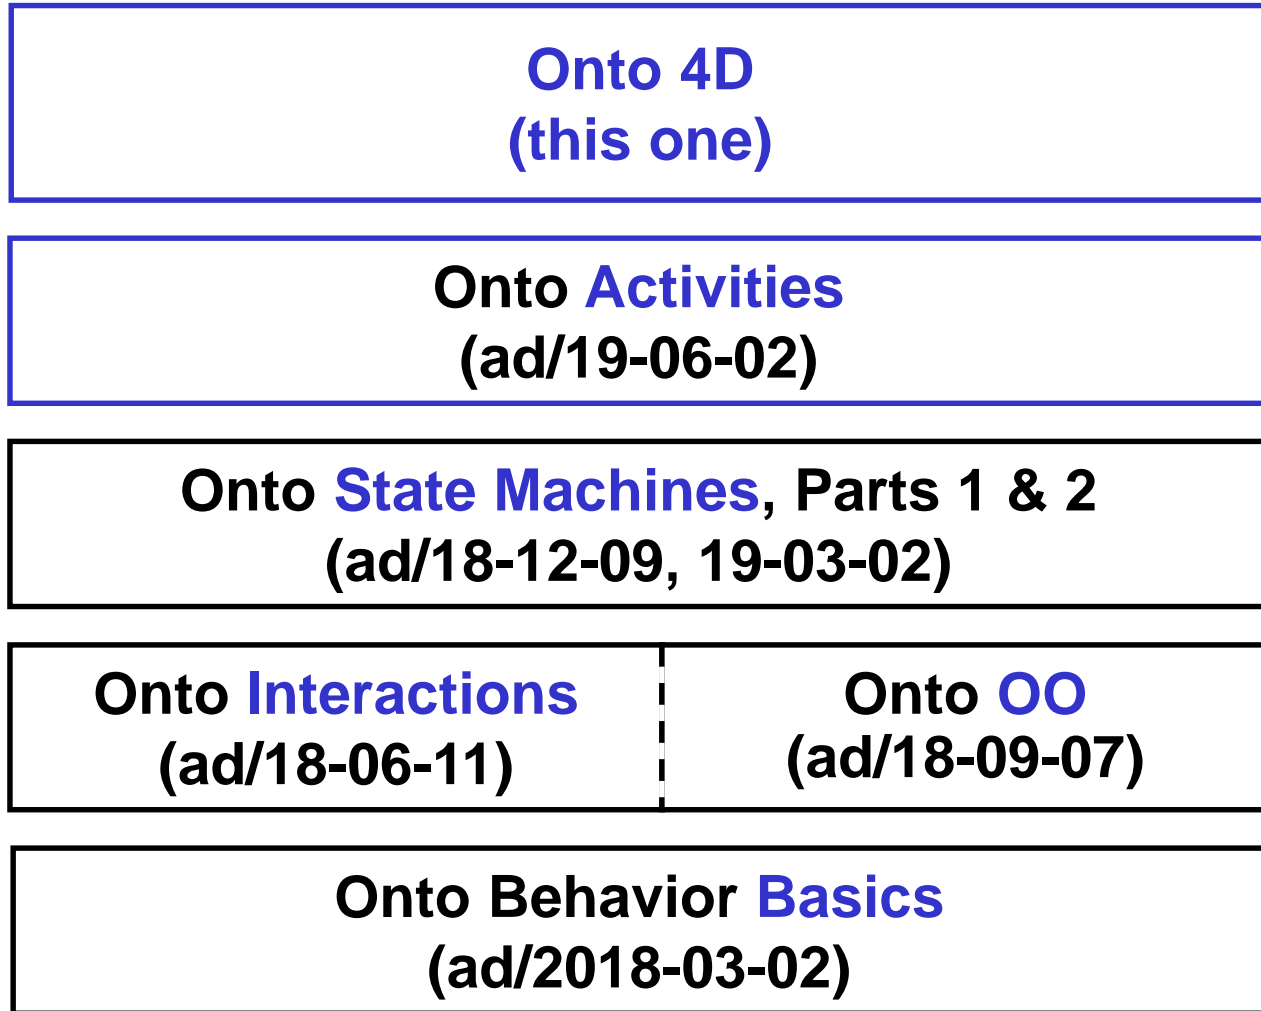 Onto 4D
(this one)
Onto Activities
(ad/19-06-02)
Onto State Machines, Parts 1 & 2
(ad/18-12-09, 19-03-02)
Onto Interactions
(ad/18-06-11)
Onto OO
(ad/18-09-07)
Onto Behavior Basics
(ad/2018-03-02)